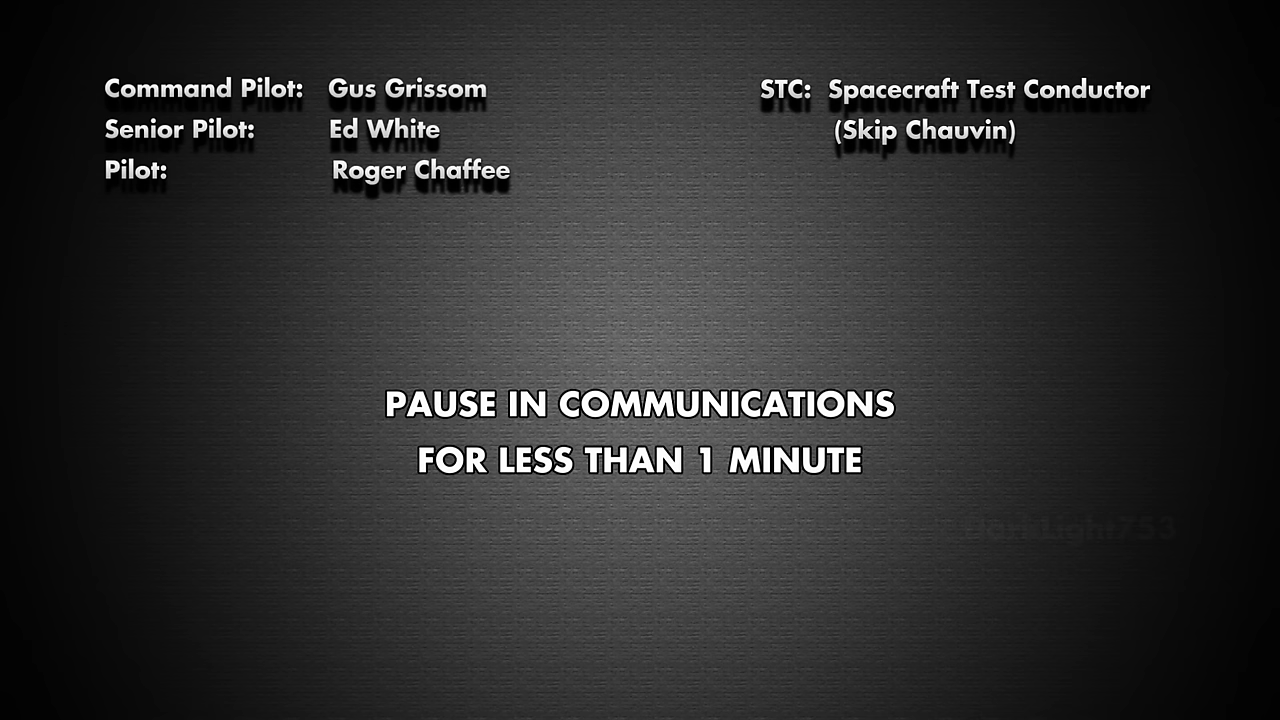 Command Pilot: Gus Grissom
Senior Pilot: Ed White
Pilot: Roger Chaffee
STC: Spacecraft Test Conductor
(Skip Chauvin)
PAUSE IN COMMUNICATIONS
FOR LESS THAN 1 MINUTE
DarkLight753